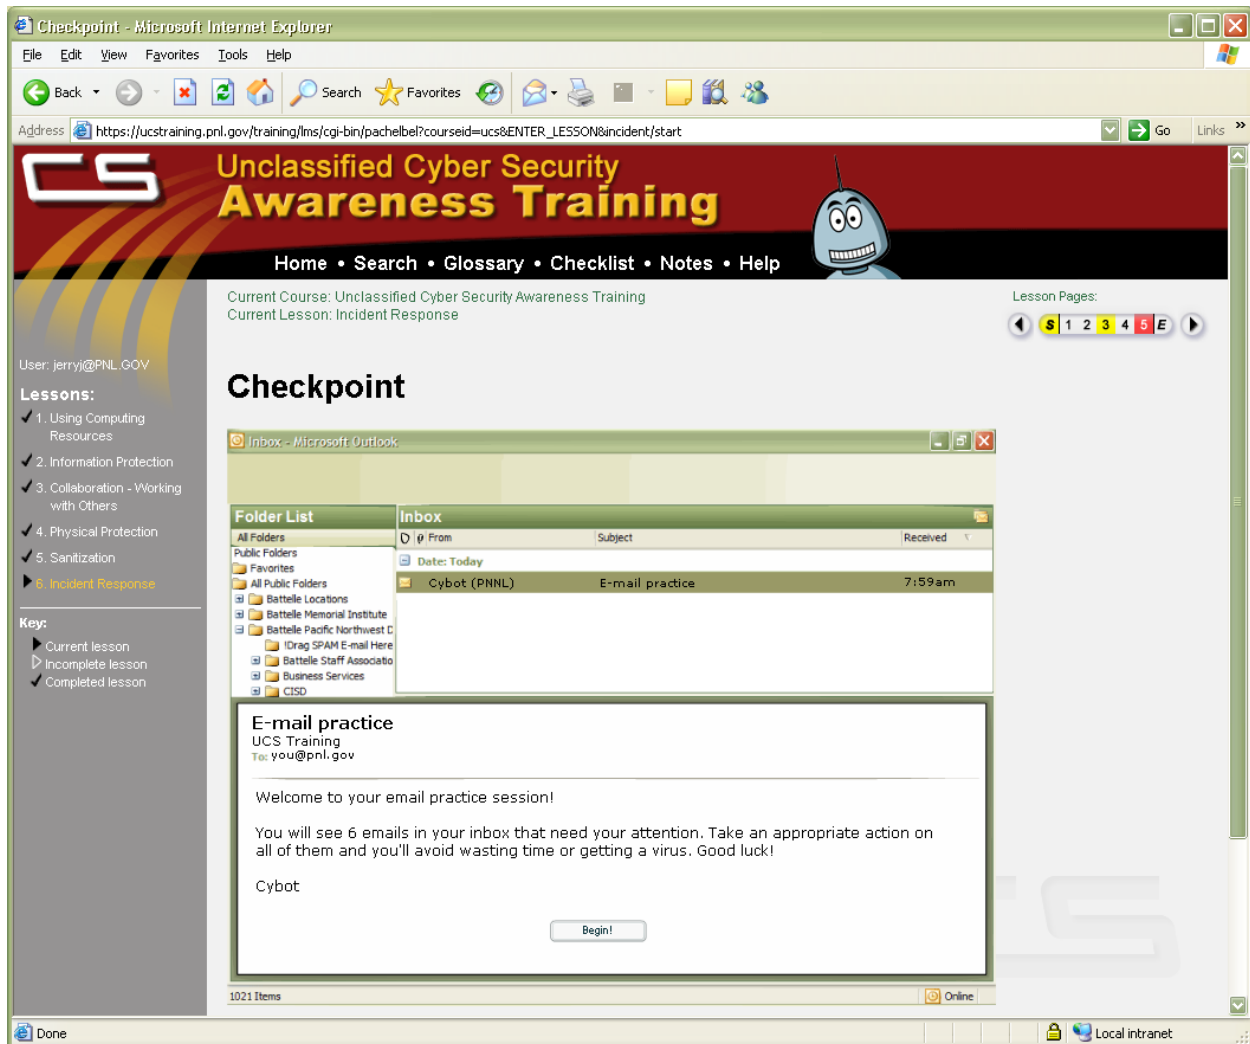 Checkpoint - Microsoft Internet Explorer
File Edit View Favorites Tools Help
Back Search Favorites
Address https://ucstraining.pnl.gov/training/lms/cgi-bin/pachelbel?courseid=ucs&ENTER_LESSON&incident/start Go Links »
CS
Unclassified Cyber Security
Awareness Training
Home • Search • Glossary • Checklist • Notes • Help
Current Course: Unclassified Cyber Security Awareness Training
Current Lesson: Incident Response
Lesson Pages:
S 1 2 3 4 5 E
User: jerryj@PNL.GOV
Lessons:
1. Using Computing
Resources
2. Information Protection
3. Collaboration - Working
with Others
4. Physical Protection
5. Sanitization
6. Incident Response
Key:
Current lesson
Incomplete lesson
Completed lesson
Checkpoint
Inbox - Microsoft Outlook
Folder List
All Folders
Public Folders
Favorites
All Public Folders
Battelle Locations
Battelle Memorial Institute
Battelle Pacific Northwest D
!Drag SPAM E-mail Here
Battelle Staff Associatio
Business Services
CISD
Inbox
From Subject Received
Date: Today
Cybot (PNNL) E-mail practice 7:59am
E-mail practice
UCS Training
To: you@pnl.gov
Welcome to your email practice session!
You will see 6 emails in your inbox that need your attention. Take an appropriate action on
all of them and you'll avoid wasting time or getting a virus. Good luck!
Cybot
Begin!
1021 Items Online
CS
Done Local intranet